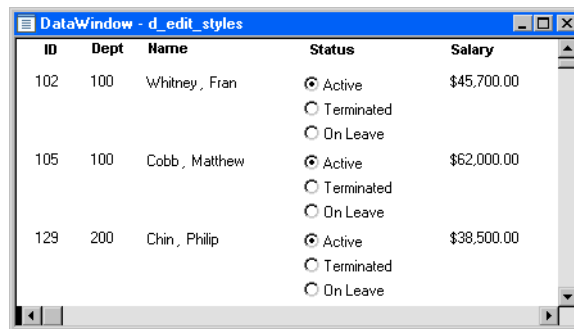 DataWindow - d_edit_styles
ID Dept Name Status Salary
102 100 Whitney , Fran Active $45,700.00
Terminated
On Leave
105 100 Cobb , Matthew Active $62,000.00
Terminated
On Leave
129 200 Chin , Philip Active $38,500.00
Terminated
On Leave